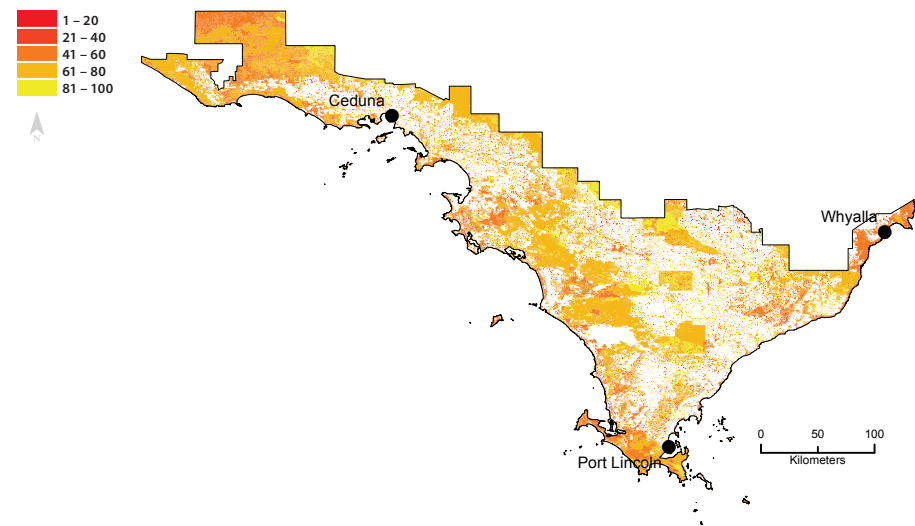 1 – 20
21 – 40
41 – 60
61 – 80
81 – 100
N
Ceduna
Whyalla
Port Lincoln
0 50 100
Kilometers